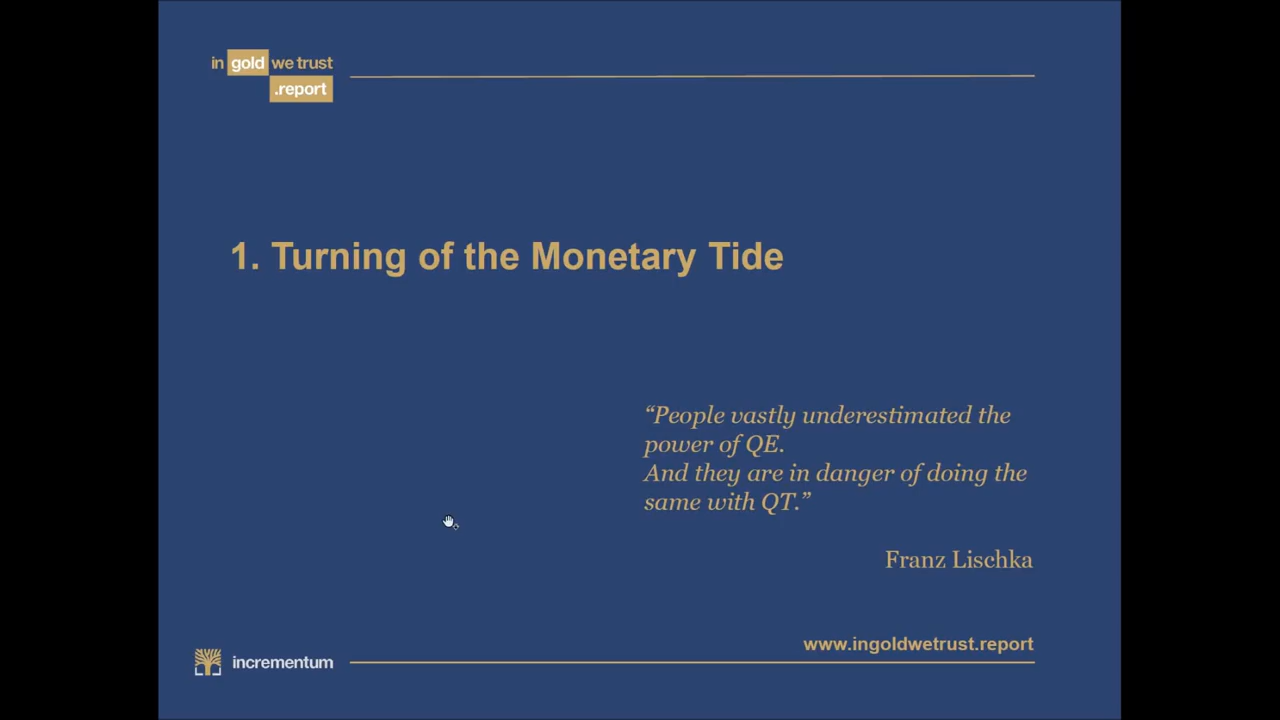 in gold we trust
.report
1. Turning of the Monetary Tide
“People vastly underestimated the
power of QE.
And they are in danger of doing the
same with QT.”
Franz Lischka
www.ingoldwetrust.report
incrementum